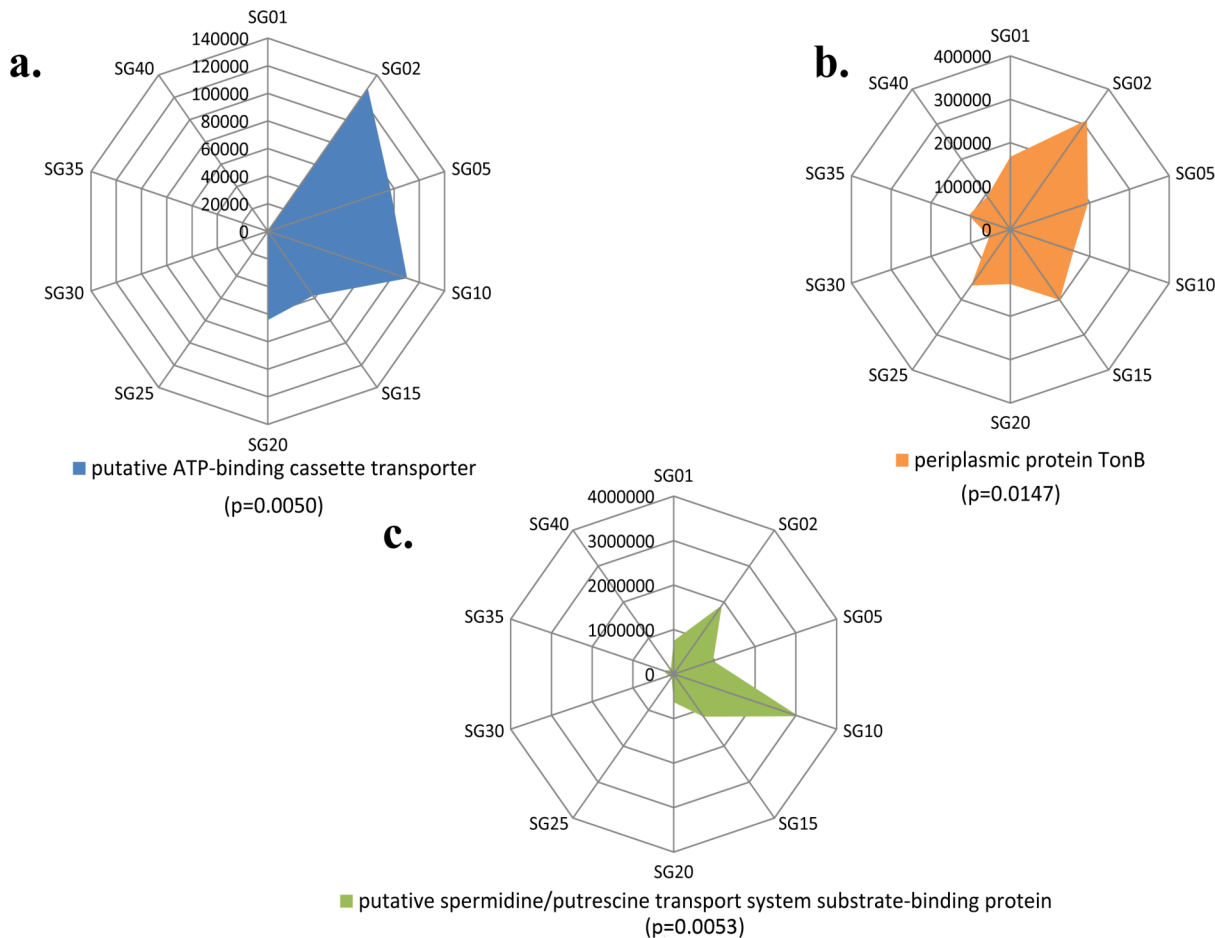 a.
SG01
140000
120000
100000
80000
60000
40000
20000
0
SG02
SG05
SG10
SG15
SG20
SG25
SG30
SG35
SG40
putative ATP-binding cassette transporter
(p=0.0050)
b.
SG01
400000
300000
200000
100000
0
SG02
SG05
SG10
SG15
SG20
SG25
SG30
SG35
SG40
periplasmic protein TonB
(p=0.0147)
c.
SG01
4000000
3000000
2000000
1000000
0
SG02
SG05
SG10
SG15
SG20
SG25
SG30
SG35
SG40
putative spermidine/putrescine transport system substrate-binding protein
(p=0.0053)